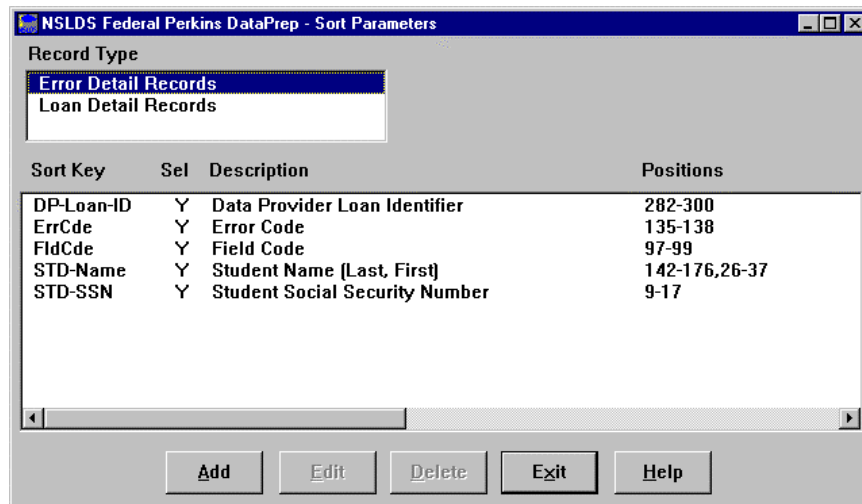 NSLDS Federal Perkins DataPrep - Sort Parameters
Record Type
Error Detail Records
Loan Detail Records
Sort Key Sel Description Positions
DP-Loan-ID Y Data Provider Loan Identifier 282-300
ErrCde Y Error Code 135-138
FldCde Y Field Code 97-99
STD-Name Y Student Name (Last, First) 142-176,26-37
STD-SSN Y Student Social Security Number 9-17
Add Edit Delete Exit Help